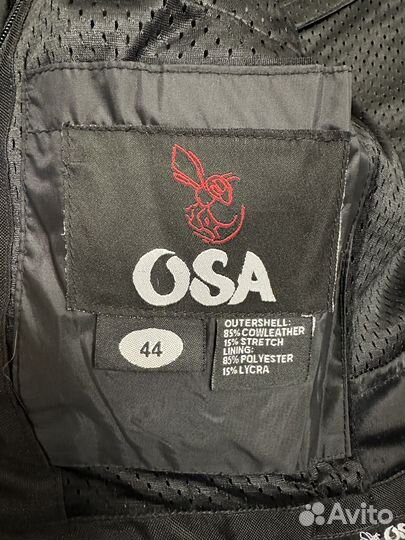 OSA
44
OUTERSHELL:
85% COWLEATHER
15% STRETCH
LINING:
85% POLYESTER
15% LYCRA
Avito